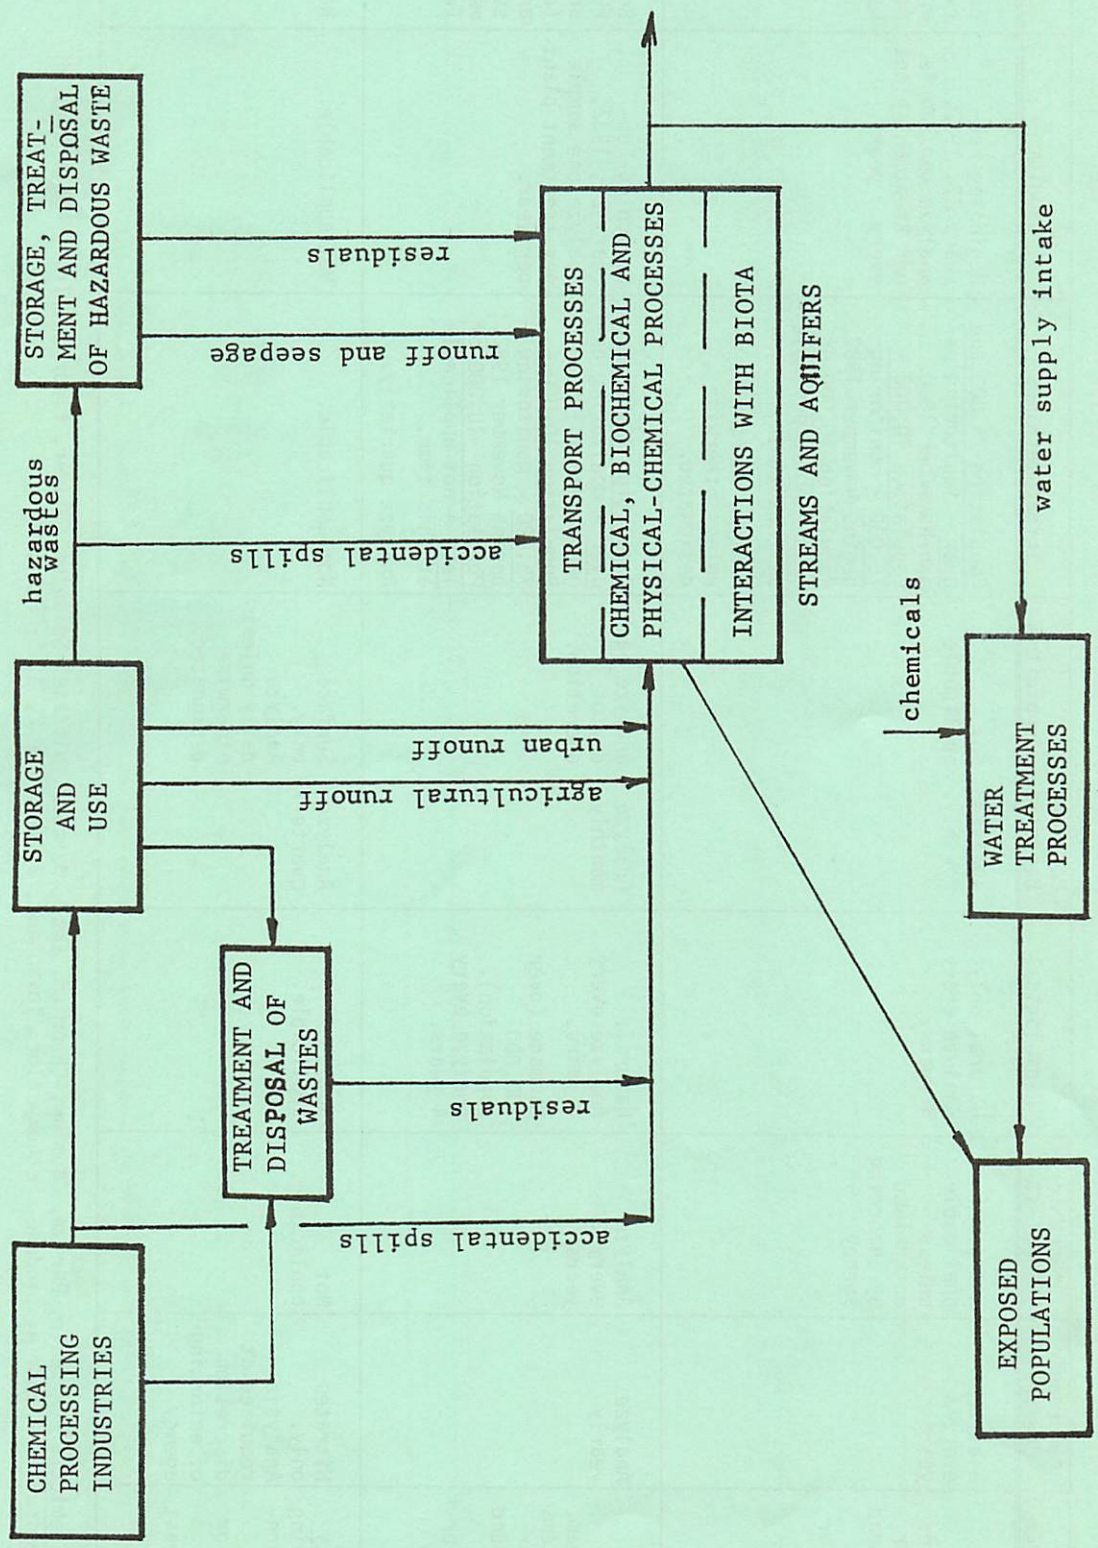 CHEMICAL
PROCESSING
INDUSTRIES
STORAGE
AND
USE
hazardous
wastes
STORAGE, TREAT-
MENT AND DISPOSAL
OF HAZARDOUS WASTE
TREATMENT AND
DISPOSAL OF
WASTES
accidental spills
residuals
agricultural runoff
urban runoff
accidental spills
runoff and seepage
residuals
TRANSPORT PROCESSES
CHEMICAL, BIOCHEMICAL AND
PHYSICAL-CHEMICAL PROCESSES
INTERACTIONS WITH BIOTA
STREAMS AND AQUIFERS
EXPOSED
POPULATIONS
WATER
TREATMENT
PROCESSES
chemicals
water supply intake